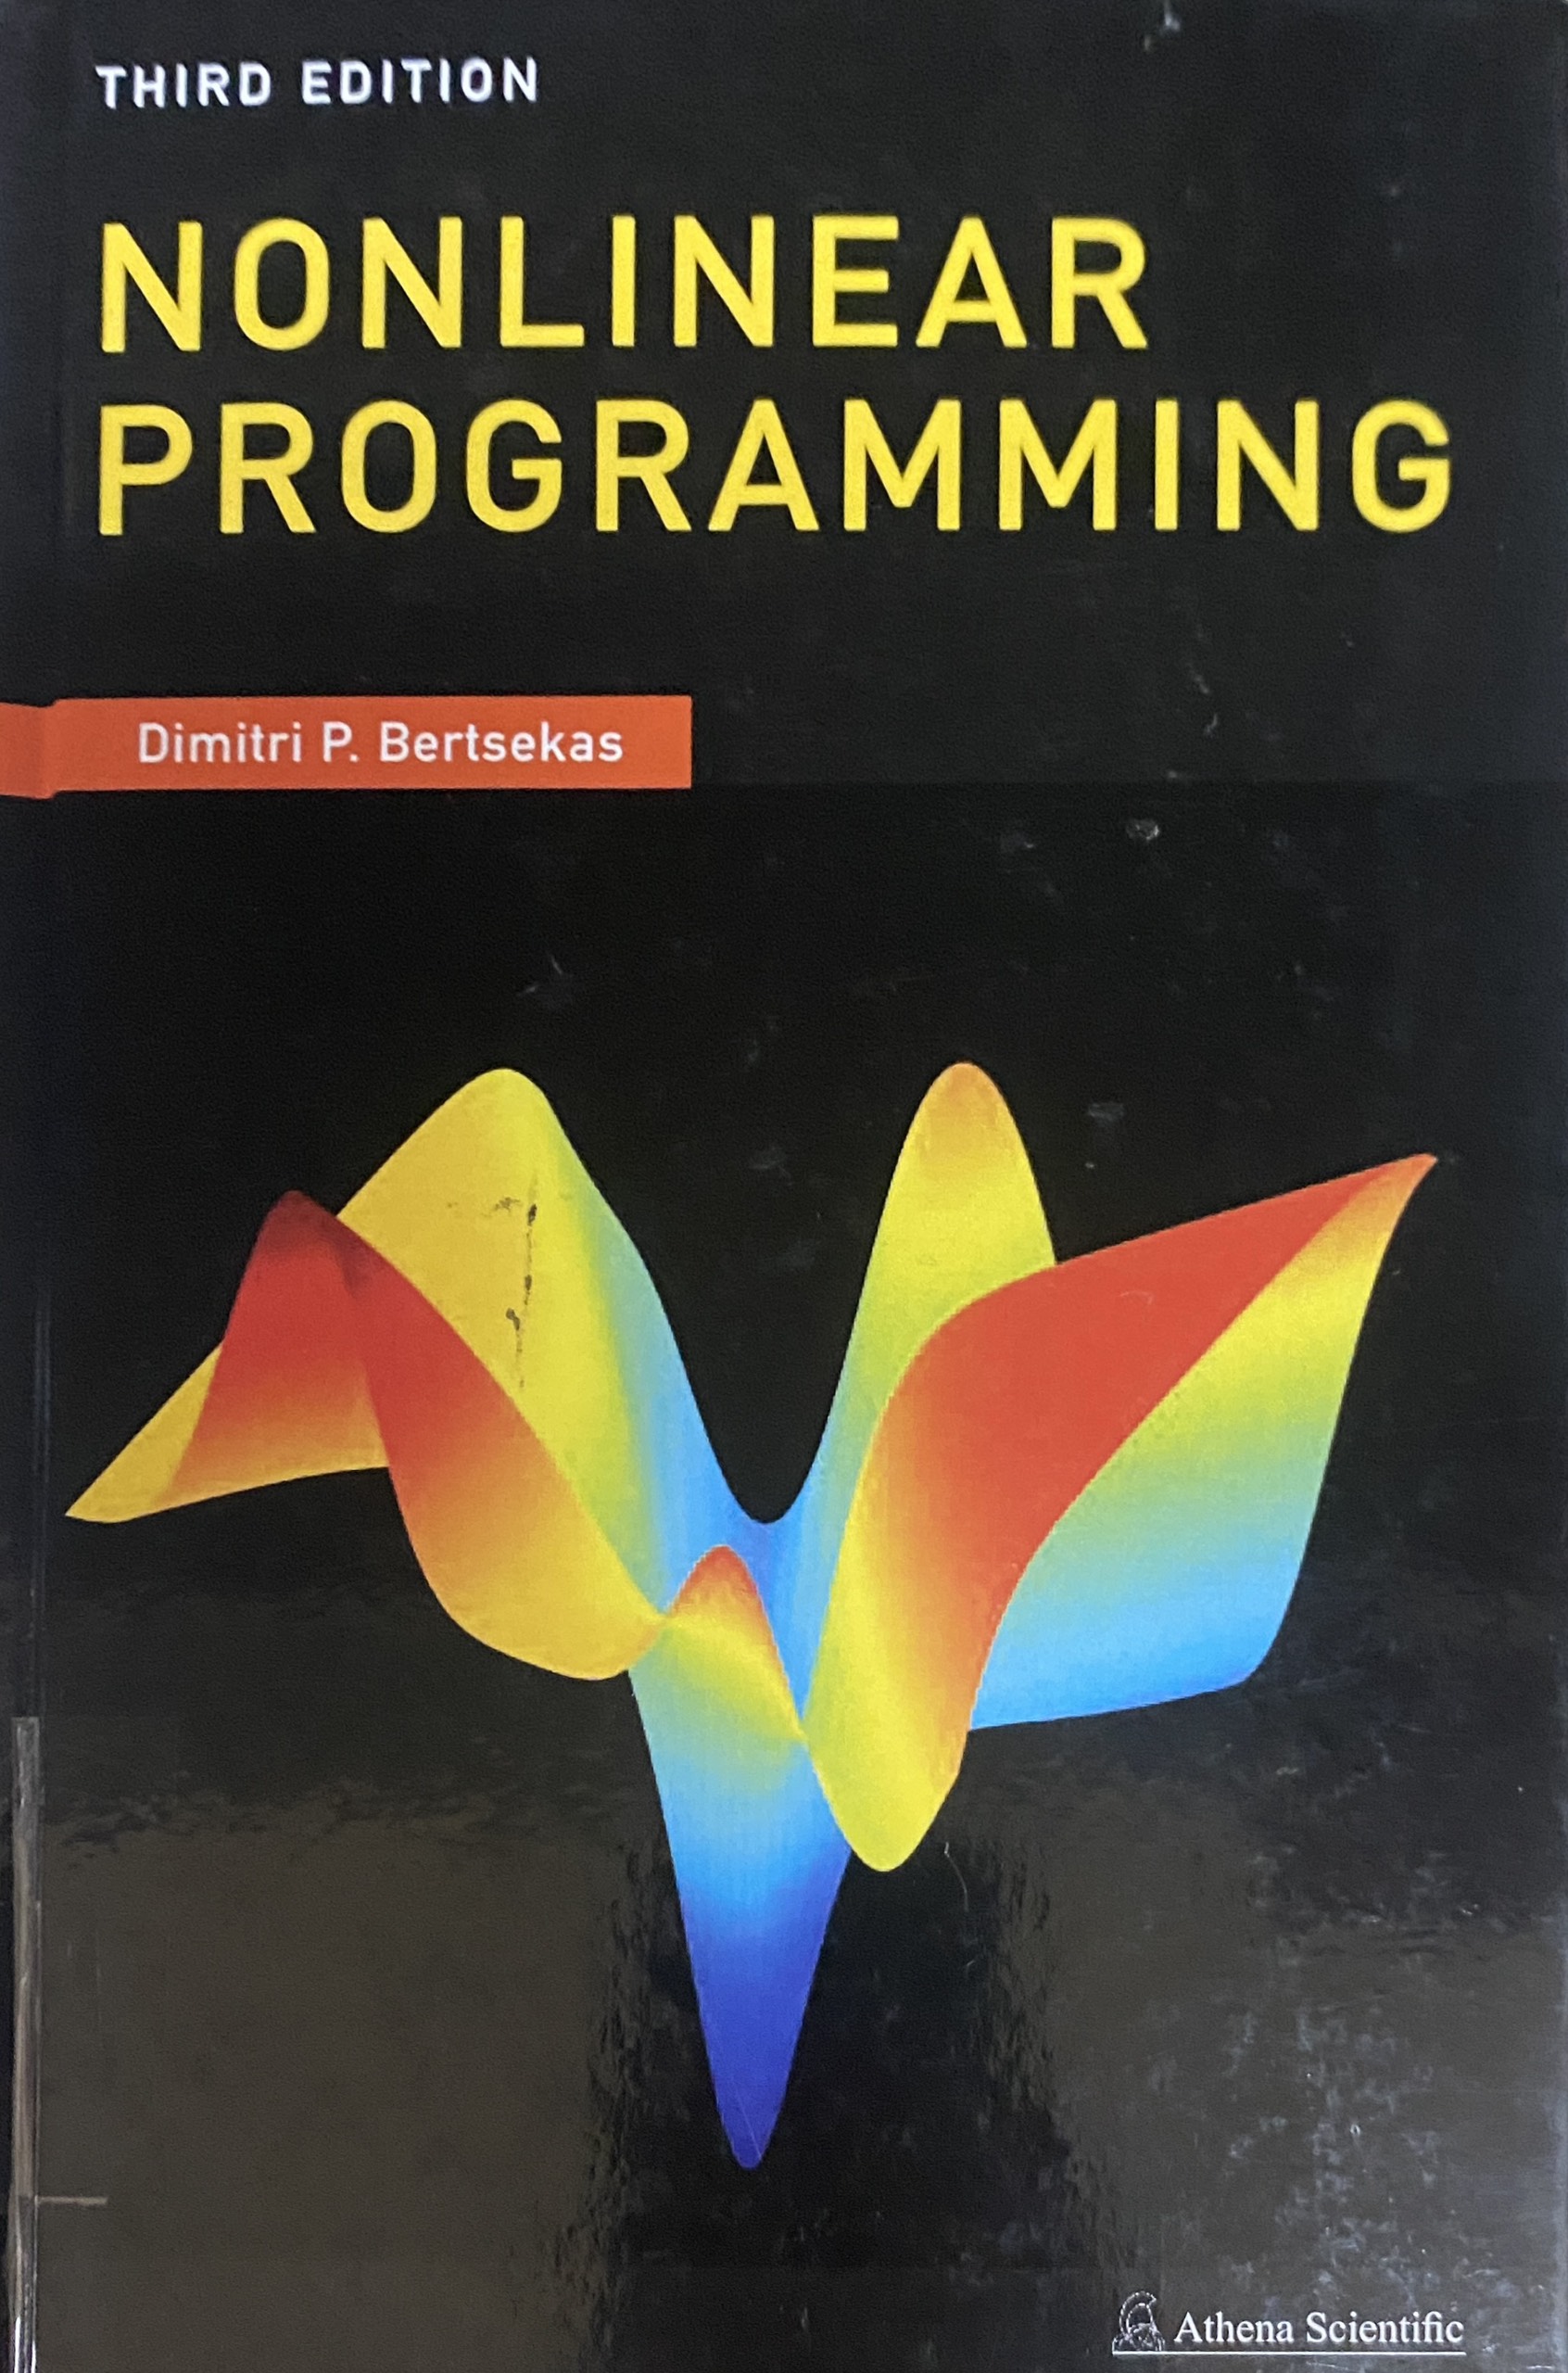 THIRD EDITION
NONLINEAR
PROGRAMMING
Dimitri P. Bertsekas
Athena Scientific